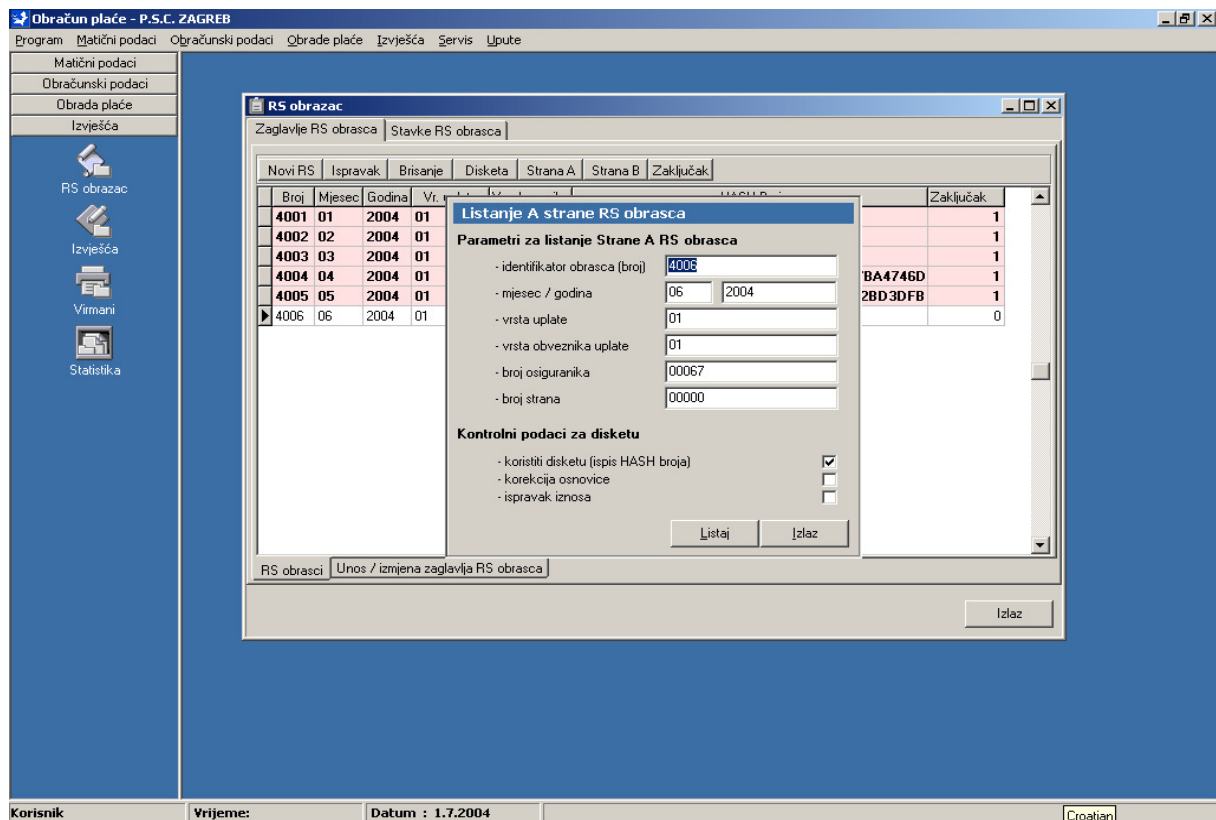 Obračun plaće - P.S.C. ZAGREB
Program Matični podaci Obračunski podaci Obrade plaće Izvješća Servis Upute
Matični podaci
Obračunski podaci
Obrada plaće
Izvješća
RS obrazac
Izvješća
Virmani
Statistika
RS obrazac
Zaglavlje RS obrasca Stavke RS obrasca
Novi RS Ispravak Brisanje Disketa Strana A Strana B Zaključak
Broj Mjesec Godina Vr. Zaključak
4001 01 2004 01 1
4002 02 2004 01 1
4003 03 2004 01 1
4004 04 2004 01 BA4746D 1
4005 05 2004 01 2BD3DFB 1
4006 06 2004 01 0
Listanje A strane RS obrasca
Parametri za listanje Strane A RS obrasca
- identifikator obrasca (broj) 4006
- mjesec / godina 06 2004
- vrsta uplate 01
- vrsta obveznika uplate 01
- broj osiguranika 00067
- broj strana 00000
Kontrolni podaci za disketu
- koristiti disketu (ispis HASH broja)
- korekcija osnovice
- ispravak iznosa
Listaj Izlaz
RS obrasci Unos / izmjena zaglavlja RS obrasca
Izlaz
Korisnik Vrijeme: Datum : 1.7.2004
Croatian